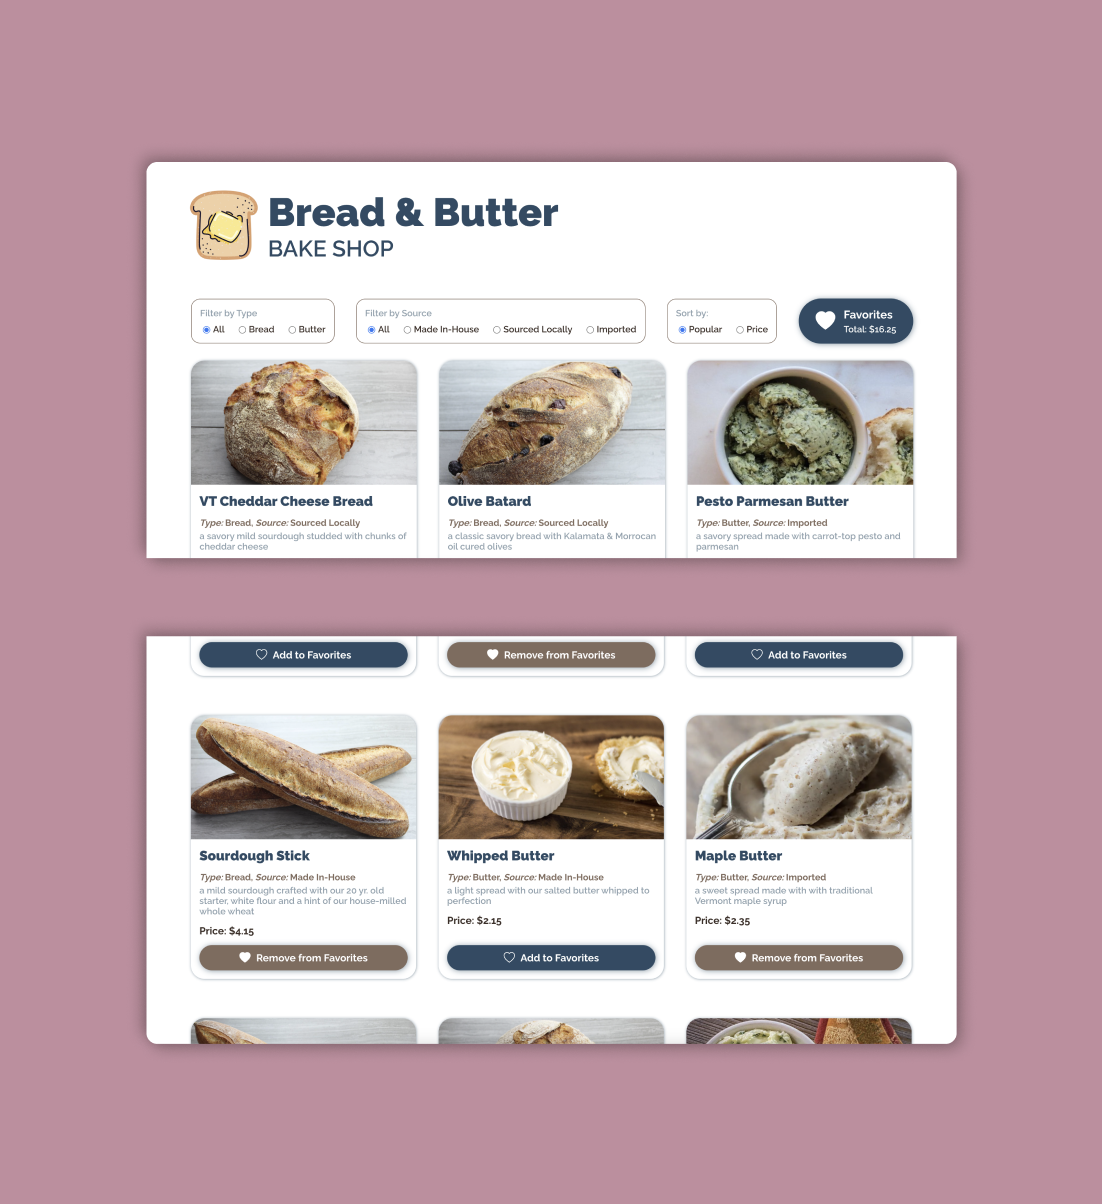 Bread & Butter
BAKE SHOP
Filter by Type
All Bread Butter
Filter by Source
All Made In-House Sourced Locally Imported
Sort by:
Popular Price
Favorites
Total: $16.25
VT Cheddar Cheese Bread
Type: Bread, Source: Sourced Locally
a savory mild sourdough studded with chunks of
cheddar cheese
Olive Batard
Type: Bread, Source: Sourced Locally
a classic savory bread with Kalamata & Morrocan
oil cured olives
Pesto Parmesan Butter
Type: Butter, Source: Imported
a savory spread made with carrot-top pesto and
parmesan
Add to Favorites
Remove from Favorites
Add to Favorites
Sourdough Stick
Type: Bread, Source: Made In-House
a mild sourdough crafted with our 20 yr. old
starter, white flour and a hint of our house-milled
whole wheat
Price: $4.15
Remove from Favorites
Whipped Butter
Type: Butter, Source: Made In-House
a light spread with our salted butter whipped to
perfection
Price: $2.15
Add to Favorites
Maple Butter
Type: Butter, Source: Imported
a sweet spread made with with traditional
Vermont maple syrup
Price: $2.35
Remove from Favorites